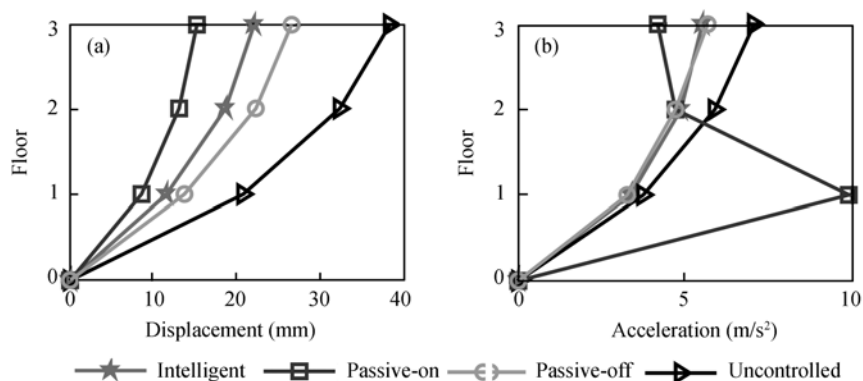 (a)
3
2
1
0
Floor
0 10 20 30 40
Displacement (mm)
(b)
3
2
1
0
Floor
0 5 10
Acceleration (m/s²)
Intelligent Passive-on Passive-off Uncontrolled